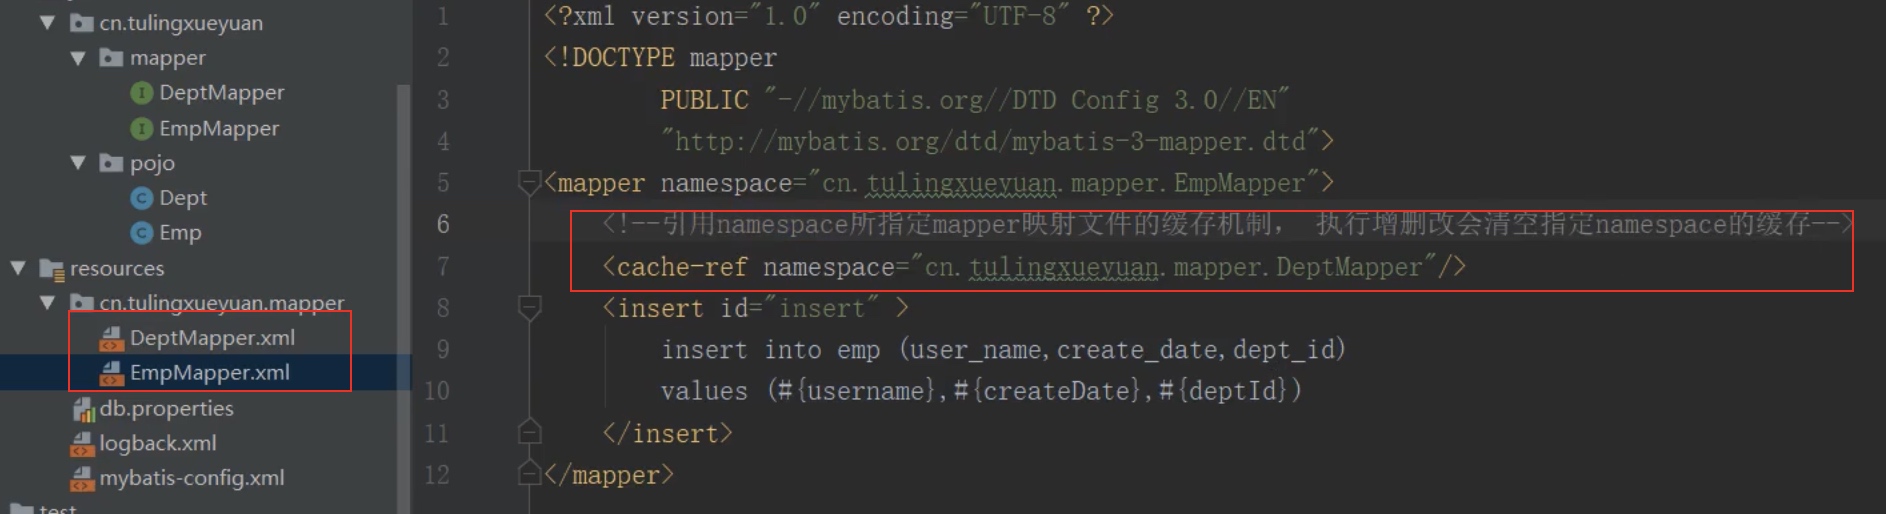 cn.tulingxueyuan
mapper
DeptMapper
EmpMapper
pojo
Dept
Emp
resources
cn.tulingxueyuan.mapper
DeptMapper.xml
EmpMapper.xml
db.properties
logback.xml
mybatis-config.xml
test
1 <?xml version="1.0" encoding="UTF-8" ?>
2 <!DOCTYPE mapper
3 PUBLIC "-//mybatis.org//DTD Config 3.0//EN"
4 "http://mybatis.org/dtd/mybatis-3-mapper.dtd">
5 <mapper namespace="cn.tulingxueyuan.mapper.EmpMapper">
6 <!--引用namespace所指定mapper映射文件的缓存机制， 执行增删改会清空指定namespace的缓存-->
7 <cache-ref namespace="cn.tulingxueyuan.mapper.DeptMapper"/>
8 <insert id="insert" >
9 insert into emp (user_name,create_date,dept_id)
10 values (#{username},#{createDate},#{deptId})
11 </insert>
12 </mapper>